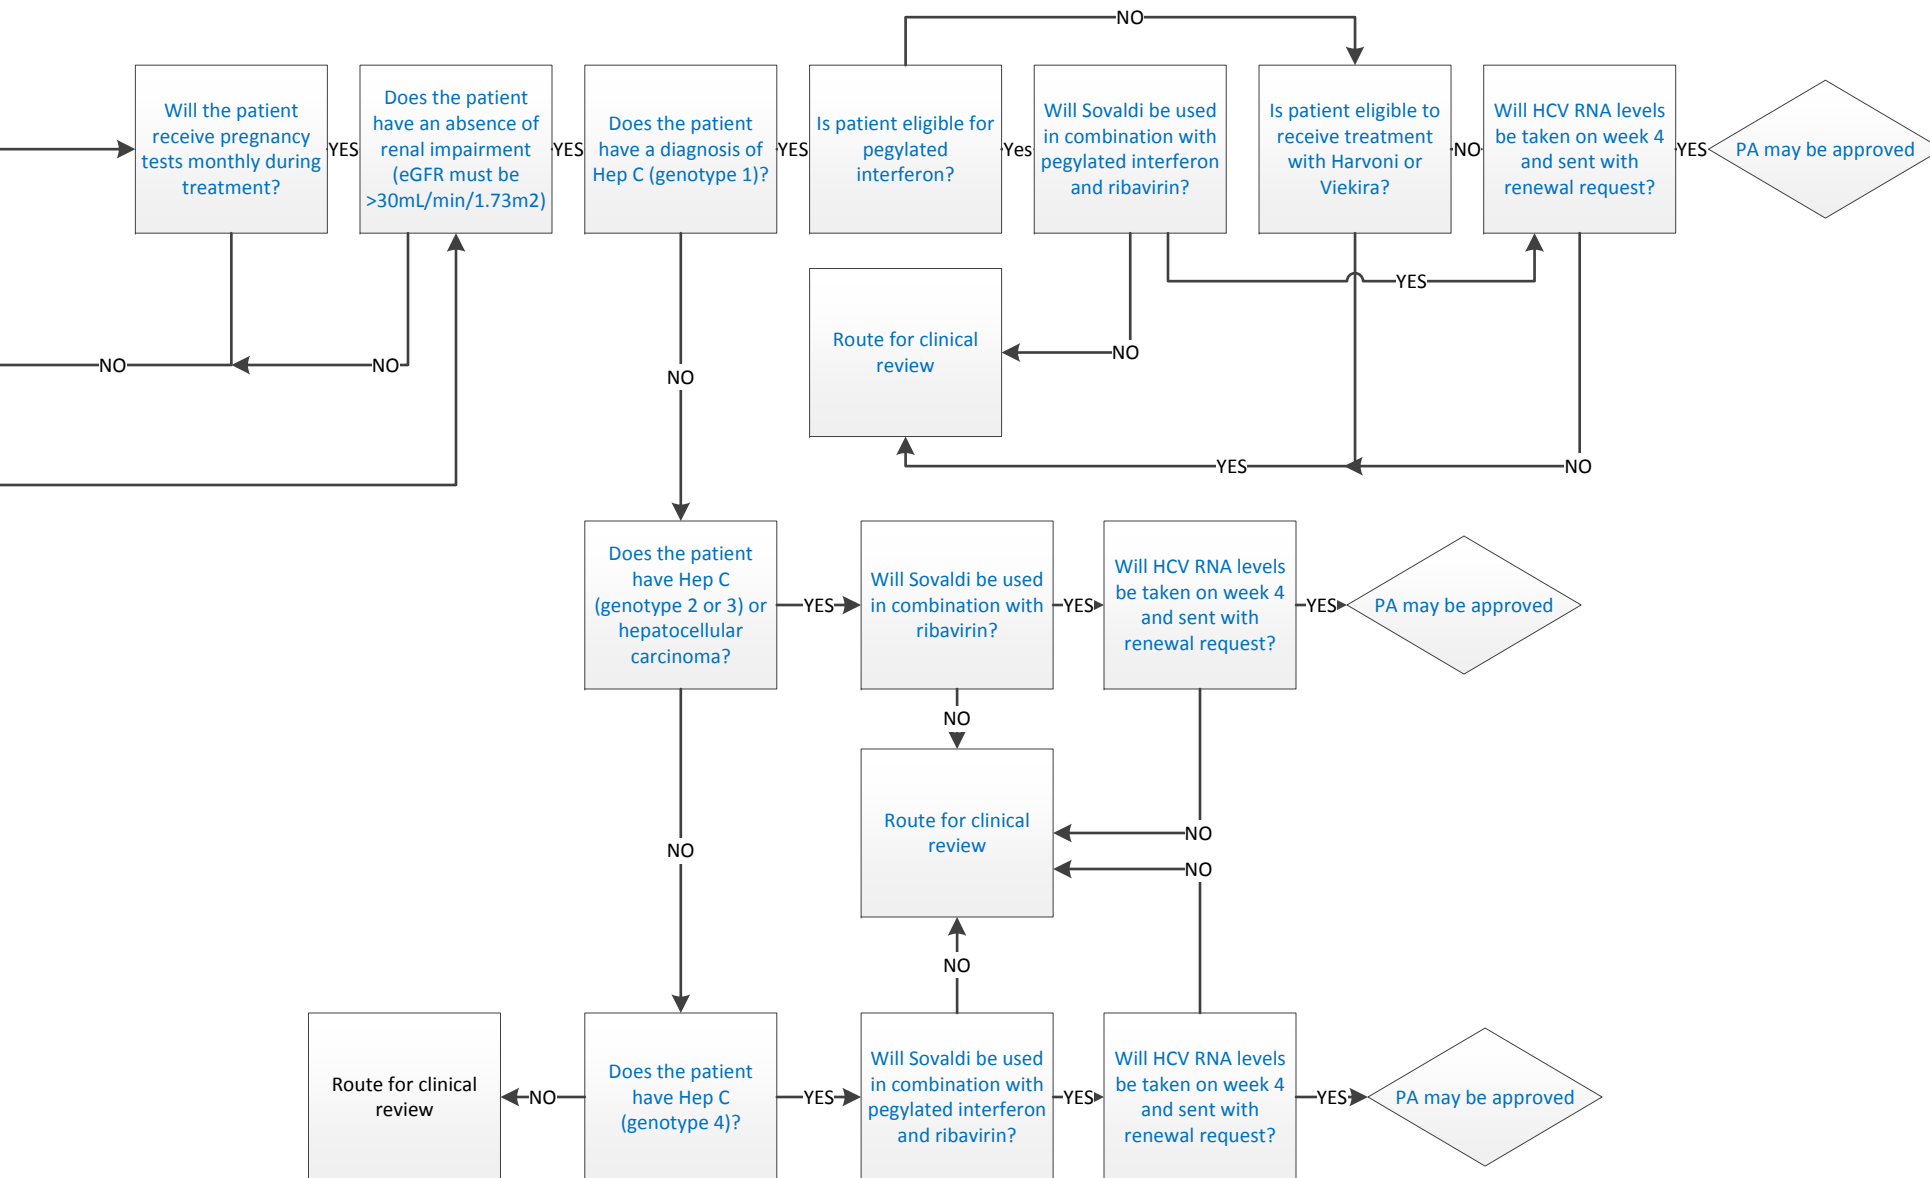 NO
Will the patient
receive pregnancy
tests monthly during
treatment?
YES
Does the patient
have an absence of
renal impairment
(eGFR must be
>30mL/min/1.73m2)
YES
Does the patient
have a diagnosis of
Hep C (genotype 1)?
YES
Is patient eligible for
pegylated
interferon?
Yes
Will Sovaldi be used
in combination with
pegylated interferon
and ribavirin?
Is patient eligible to
receive treatment
with Harvoni or
Viekira?
NO
Will HCV RNA levels
be taken on week 4
and sent with
renewal request?
YES
PA may be approved
YES
Route for clinical
review
NO
NO
NO
NO
YES
NO
Does the patient
have Hep C
(genotype 2 or 3) or
hepatocellular
carcinoma?
YES
Will Sovaldi be used
in combination with
ribavirin?
YES
Will HCV RNA levels
be taken on week 4
and sent with
renewal request?
YES
PA may be approved
NO
Route for clinical
review
NO
NO
NO
NO
Route for clinical
review
NO
Does the patient
have Hep C
(genotype 4)?
YES
Will Sovaldi be used
in combination with
pegylated interferon
and ribavirin?
YES
Will HCV RNA levels
be taken on week 4
and sent with
renewal request?
YES
PA may be approved